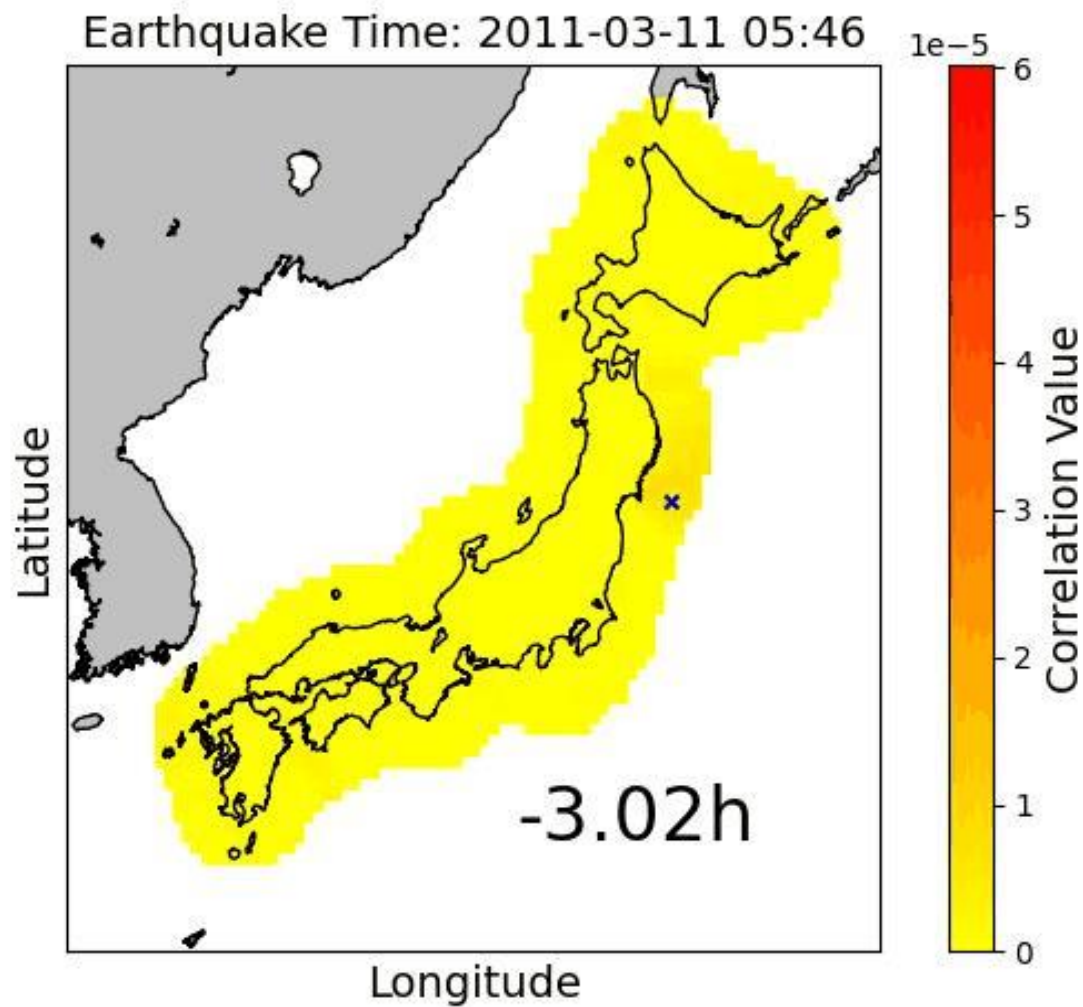 Earthquake Time: 2011-03-11 05:46
1e−5
6
5
4
3
2
1
0
Correlation Value
Latitude
-3.02h
Longitude